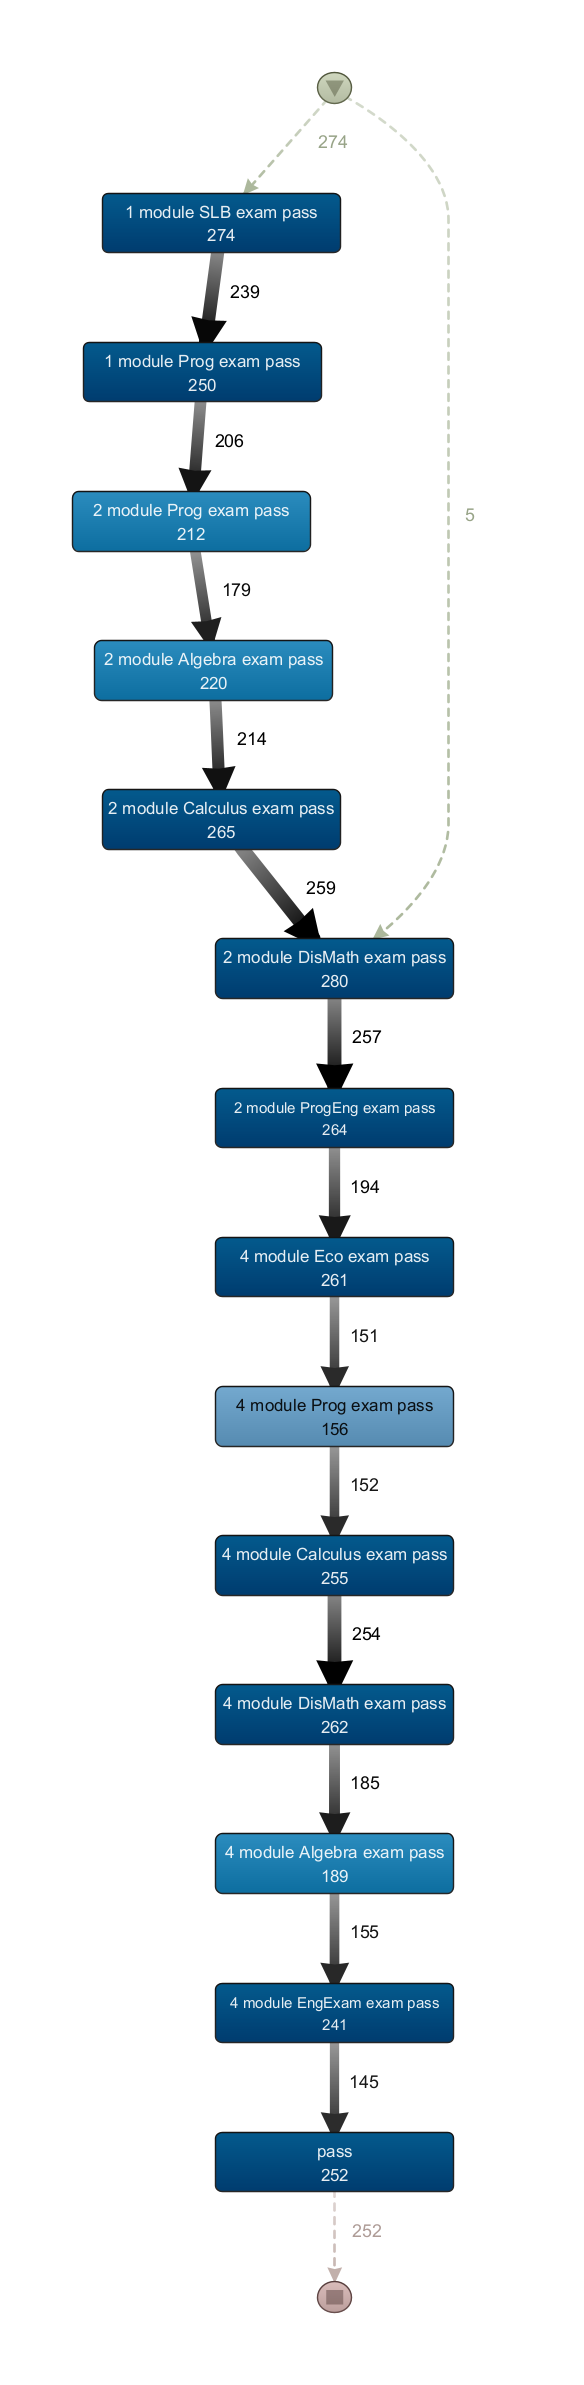 274
1 module SLB exam pass
274
239
1 module Prog exam pass
250
206
2 module Prog exam pass
212
5
179
2 module Algebra exam pass
220
214
2 module Calculus exam pass
265
259
2 module DisMath exam pass
280
257
2 module ProgEng exam pass
264
194
4 module Eco exam pass
261
151
4 module Prog exam pass
156
152
4 module Calculus exam pass
255
254
4 module DisMath exam pass
262
185
4 module Algebra exam pass
189
155
4 module EngExam exam pass
241
145
pass
252
252